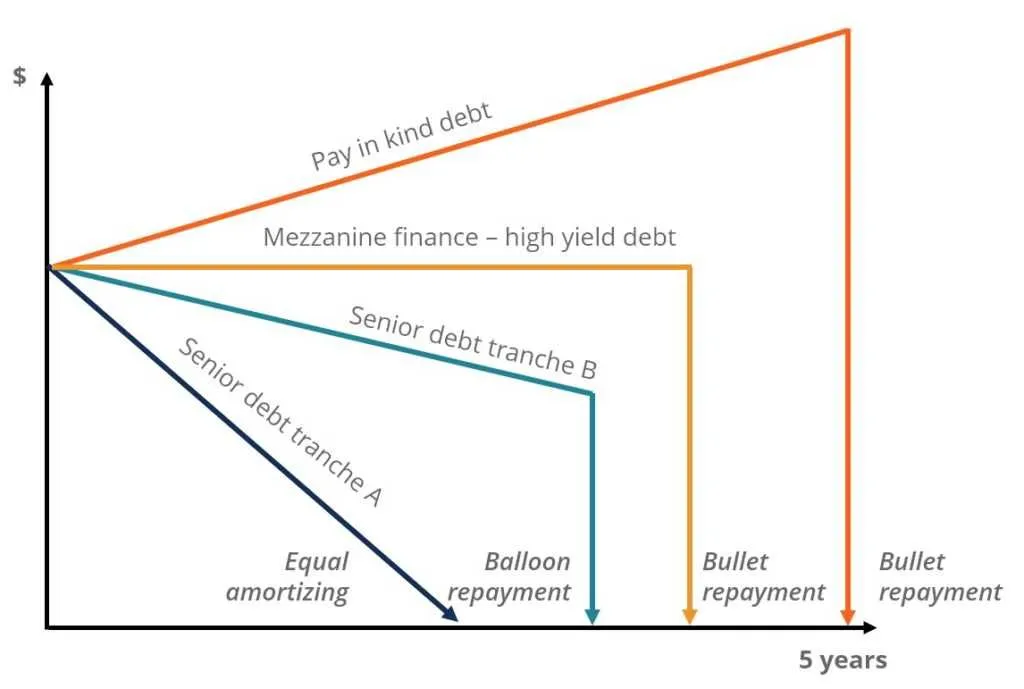 $
Pay in kind debt
Mezzanine finance – high yield debt
Senior debt tranche B
Senior debt tranche A
Equal
amortizing
Balloon
repayment
Bullet
repayment
Bullet
repayment
5 years